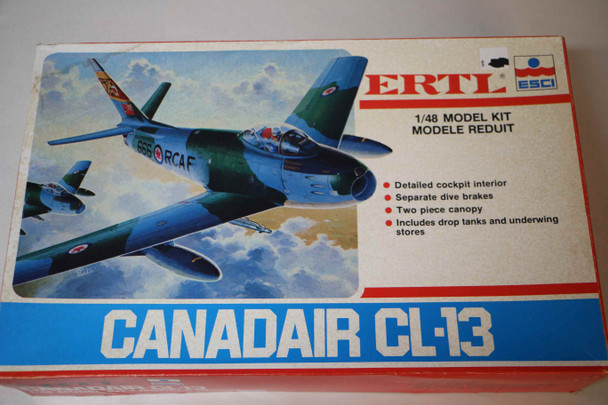 ERTL
ESCI
1/48 MODEL KIT
MODELE REDUIT
Detailed cockpit interior
Separate dive brakes
Two piece canopy
Includes drop tanks and underwing
stores
666 RCAF
CANADAIR CL-13